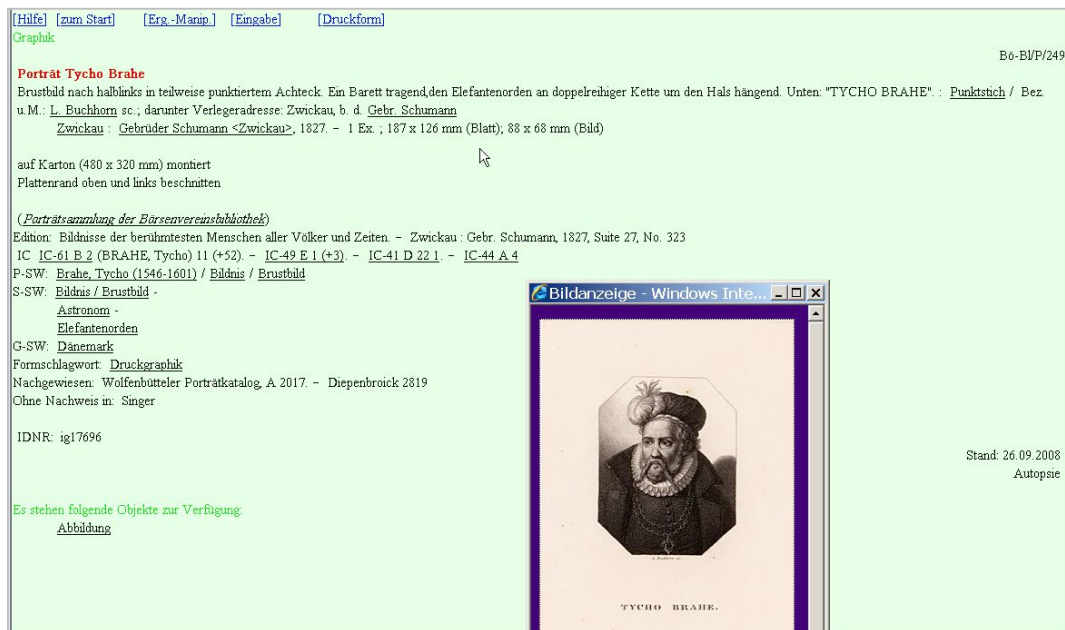 [Hilfe] [zum Start] [Erg.-Manip.] [Eingabe] [Druckform]
Graphik
Bö-Bl/P/249
Porträt Tycho Brahe
Brustbild nach halblinks in teilweise punktiertem Achteck. Ein Barett tragend,den Elefantenorden an doppelreihiger Kette um den Hals hängend. Unten: "TYCHO BRAHE". : Punktstich / Bez.
u.M.: L. Buchhorn sc.; darunter Verlegeradresse: Zwickau, b. d. Gebr. Schumann
Zwickau : Gebrüder Schumann <Zwickau>, 1827. – 1 Ex. ; 187 x 126 mm (Blatt); 88 x 68 mm (Bild)
auf Karton (480 x 320 mm) montiert
Plattenrand oben und links beschnitten
(Porträtsammlung der Börsenvereinsbibliothek)
Edition: Bildnisse der berühmtesten Menschen aller Völker und Zeiten. – Zwickau : Gebr. Schumann, 1827, Suite 27, No. 323
IC IC-61 B 2 (BRAHE, Tycho) 11 (+52). – IC-49 E 1 (+3). – IC-41 D 22 1. – IC-44 A 4
P-SW: Brahe, Tycho (1546-1601) / Bildnis / Brustbild
S-SW: Bildnis / Brustbild -
Astronom -
Elefantenorden
G-SW: Dänemark
Formschlagwort: Druckgraphik
Nachgewiesen: Wolfenbütteler Porträtkatalog, A 2017. – Diepenbroick 2819
Ohne Nachweis in: Singer
IDNR: ig17696
Stand: 26.09.2008
Autopsie
Es stehen folgende Objekte zur Verfügung:
Abbildung
Bildanzeige - Windows Inte...
TYCHO BRAHE.